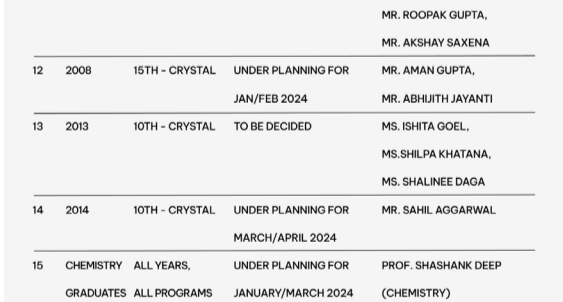 MR. ROOPAK GUPTA,
MR. AKSHAY SAXENA
12 2008 15TH - CRYSTAL UNDER PLANNING FOR MR. AMAN GUPTA,
JAN/FEB 2024 MR. ABHIJITH JAYANTI
13 2013 10TH - CRYSTAL TO BE DECIDED MS. ISHITA GOEL,
MS.SHILPA KHATANA,
MS. SHALINEE DAGA
14 2014 10TH - CRYSTAL UNDER PLANNING FOR MR. SAHIL AGGARWAL
MARCH/APRIL 2024
15 CHEMISTRY ALL YEARS, UNDER PLANNING FOR PROF. SHASHANK DEEP
GRADUATES ALL PROGRAMS JANUARY/MARCH 2024 (CHEMISTRY)